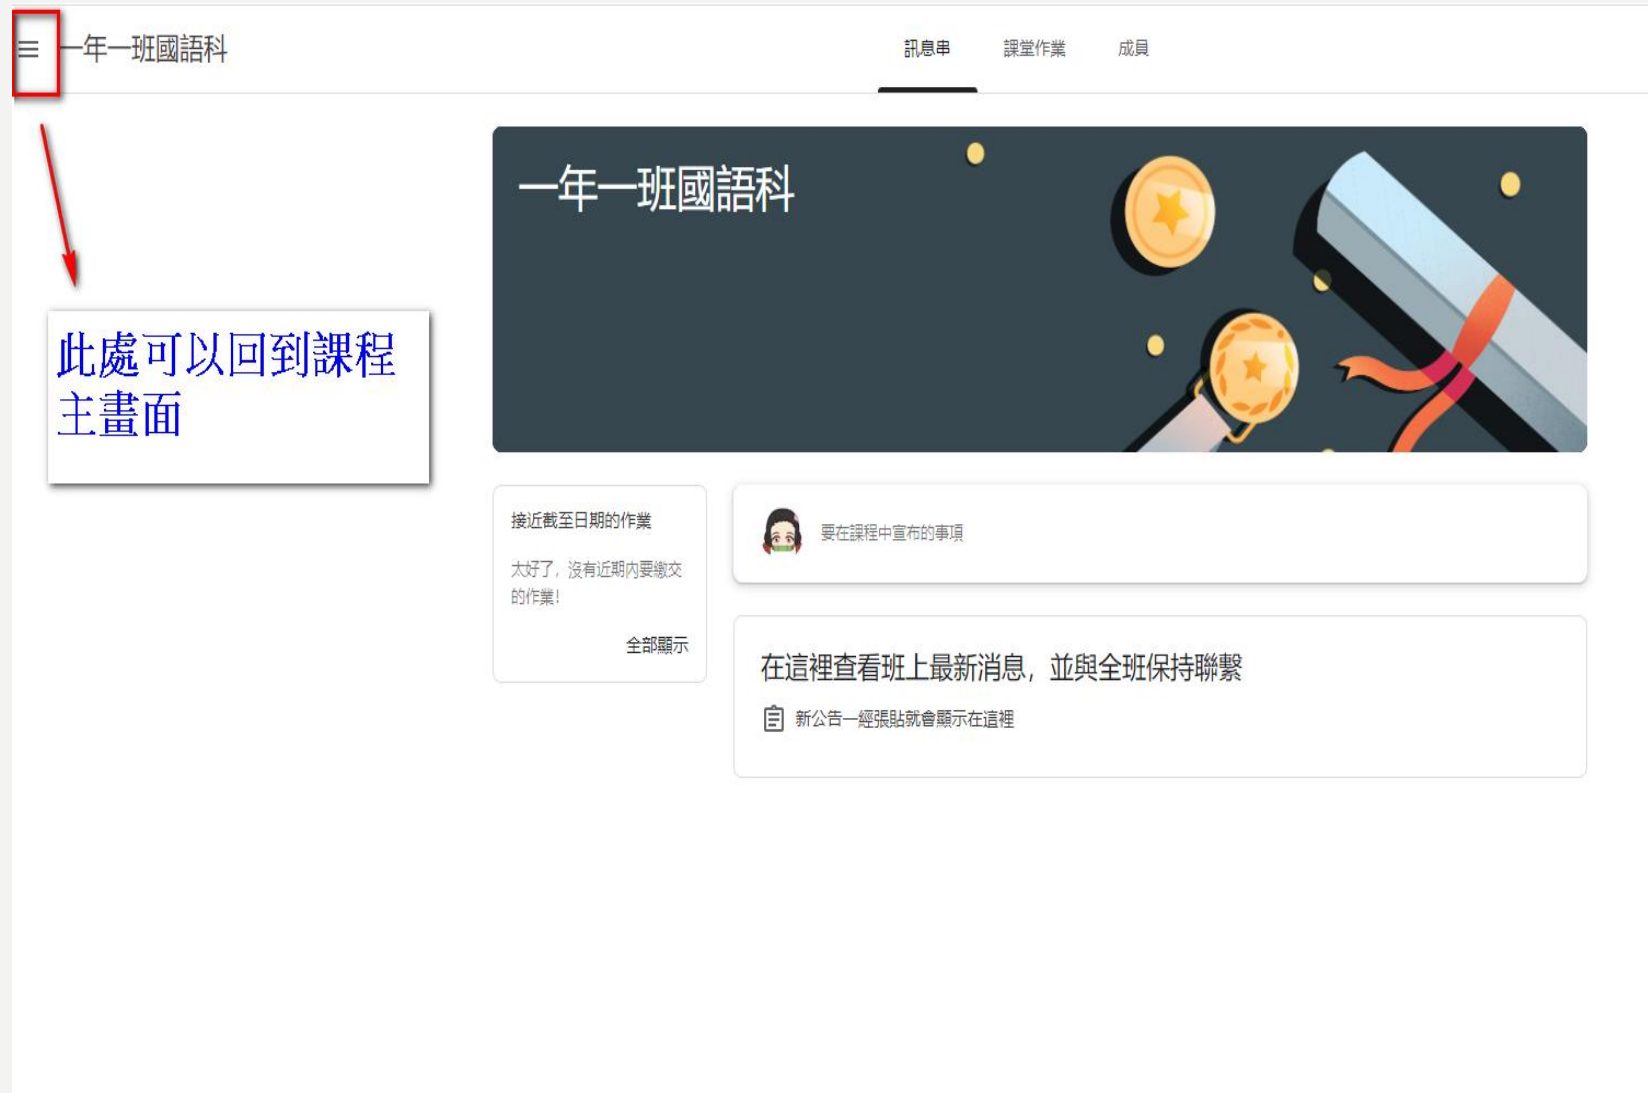 一年一班國語科
訊息串 課堂作業 成員
一年一班國語科
此處可以回到課程
主畫面
接近截至日期的作業
太好了，沒有近期內要繳交
的作業！
全部顯示
要在課程中宣布的事項
在這裡查看班上最新消息，並與全班保持聯繫
新公告一經張貼就會顯示在這裡